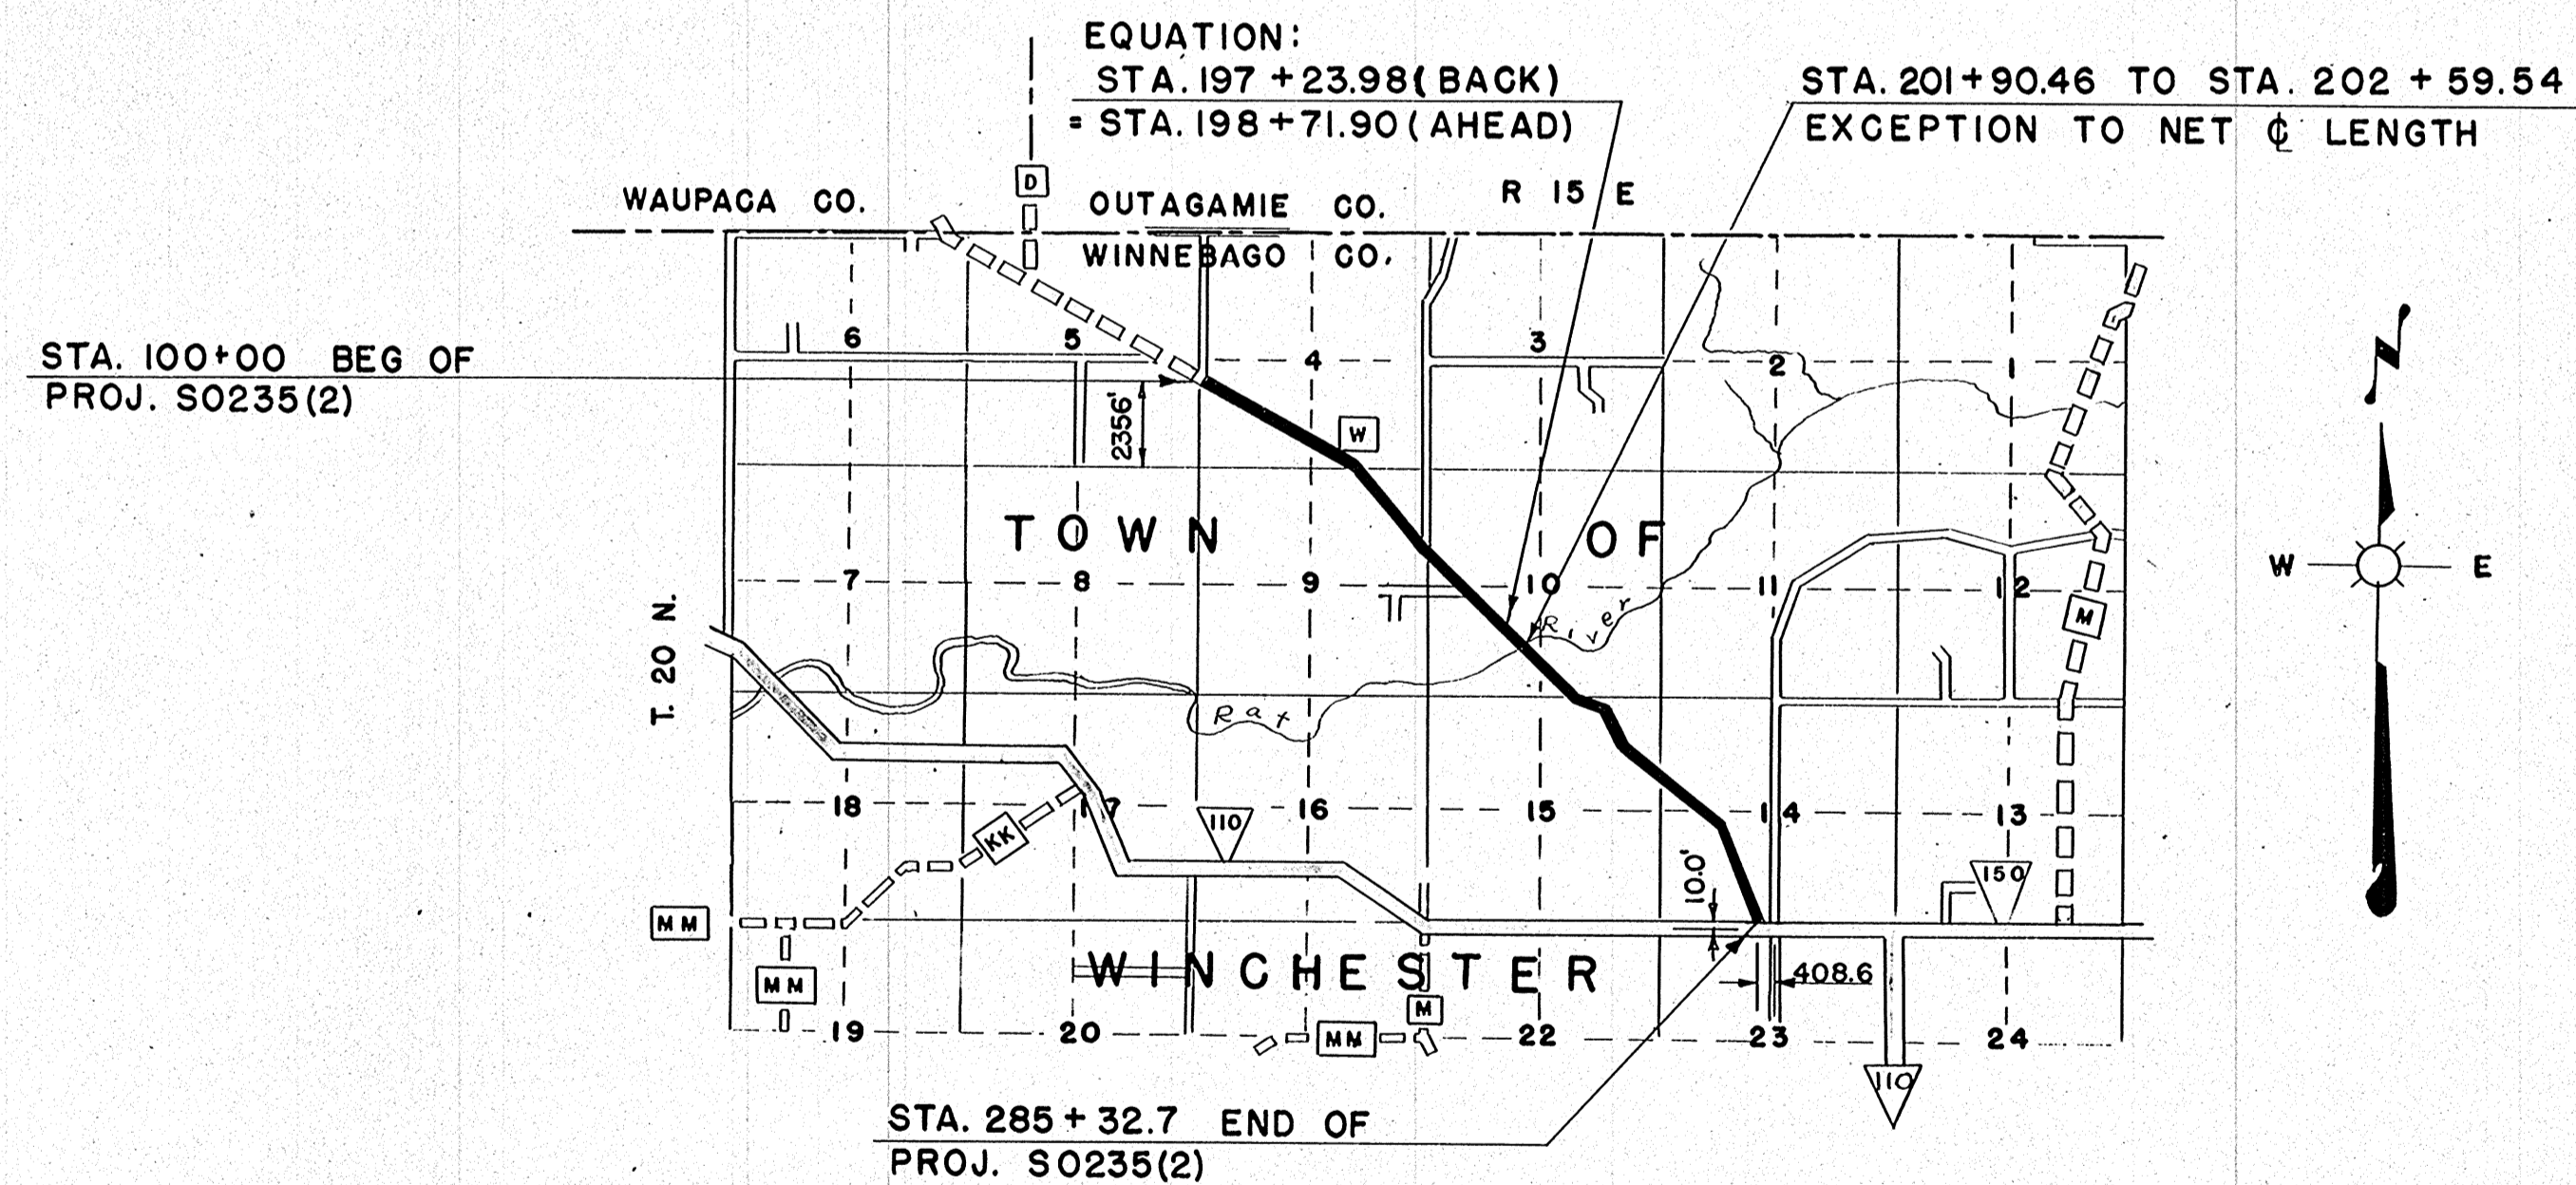 EQUATION:
STA. 197 + 23.98 ( BACK )
= STA. 198 + 71.90 ( AHEAD )
STA. 201 + 90.46 TO STA. 202 + 59.54
EXCEPTION TO NET ℄ LENGTH
D
WAUPACA CO.
OUTAGAMIE CO.
R 15 E
WINNEBAGO CO.
STA. 100+00 BEG OF
PROJ. S0235(2)
6
5
4
3
2
1
2356'
W
N
TOWN OF
7
8
9
10
11
12
W
E
T. 20 N.
River
M
Rat
18
17
16
15
14
13
KK
110
10.0'
150
MM
WINCHESTER
408.6
MM
M
19
20
MM
22
23
24
110
STA. 285 + 32.7 END OF
PROJ. S0235(2)